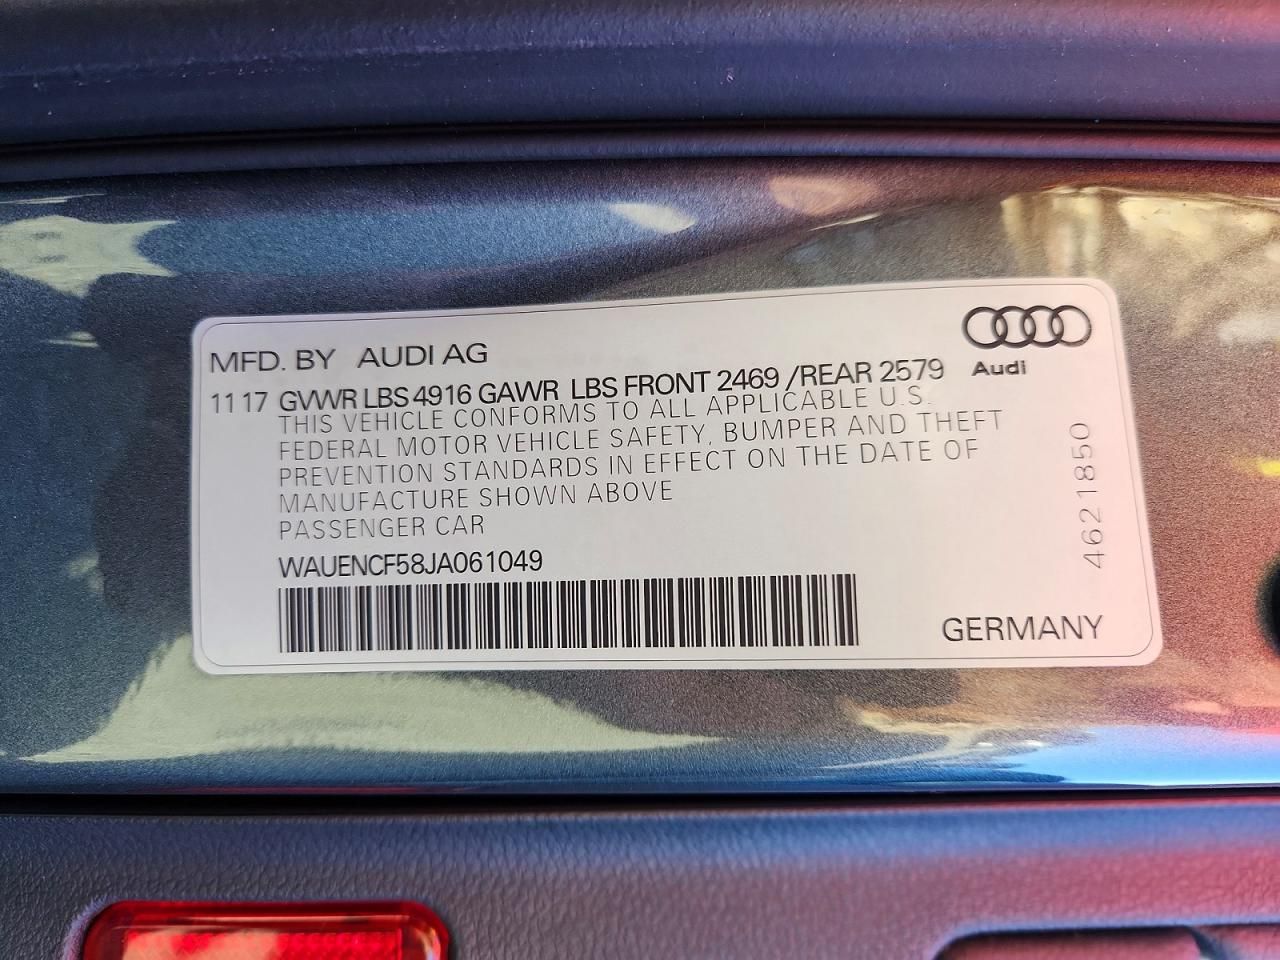 MFD. BY AUDI AG
11 17 GVWR LBS 4916 GAWR LBS FRONT 2469 /REAR 2579
THIS VEHICLE CONFORMS TO ALL APPLICABLE U.S.
FEDERAL MOTOR VEHICLE SAFETY, BUMPER AND THEFT
PREVENTION STANDARDS IN EFFECT ON THE DATE OF
MANUFACTURE SHOWN ABOVE
PASSENGER CAR
WAUENCF58JA061049
Audi
4621850
GERMANY